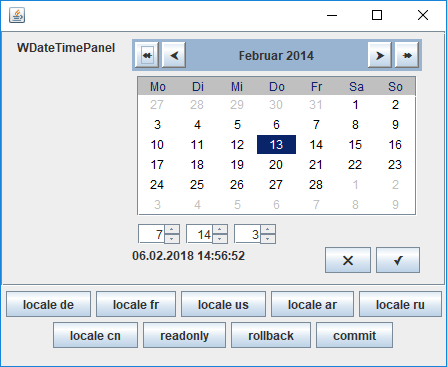 WDateTimePanel
Februar 2014
Mo Di Mi Do Fr Sa So
27 28 29 30 31 1 2
3 4 5 6 7 8 9
10 11 12 13 14 15 16
17 18 19 20 21 22 23
24 25 26 27 28 1 2
3 4 5 6 7 8 9
7 14 3
06.02.2018 14:56:52
locale de locale fr locale us locale ar locale ru
locale cn readonly rollback commit